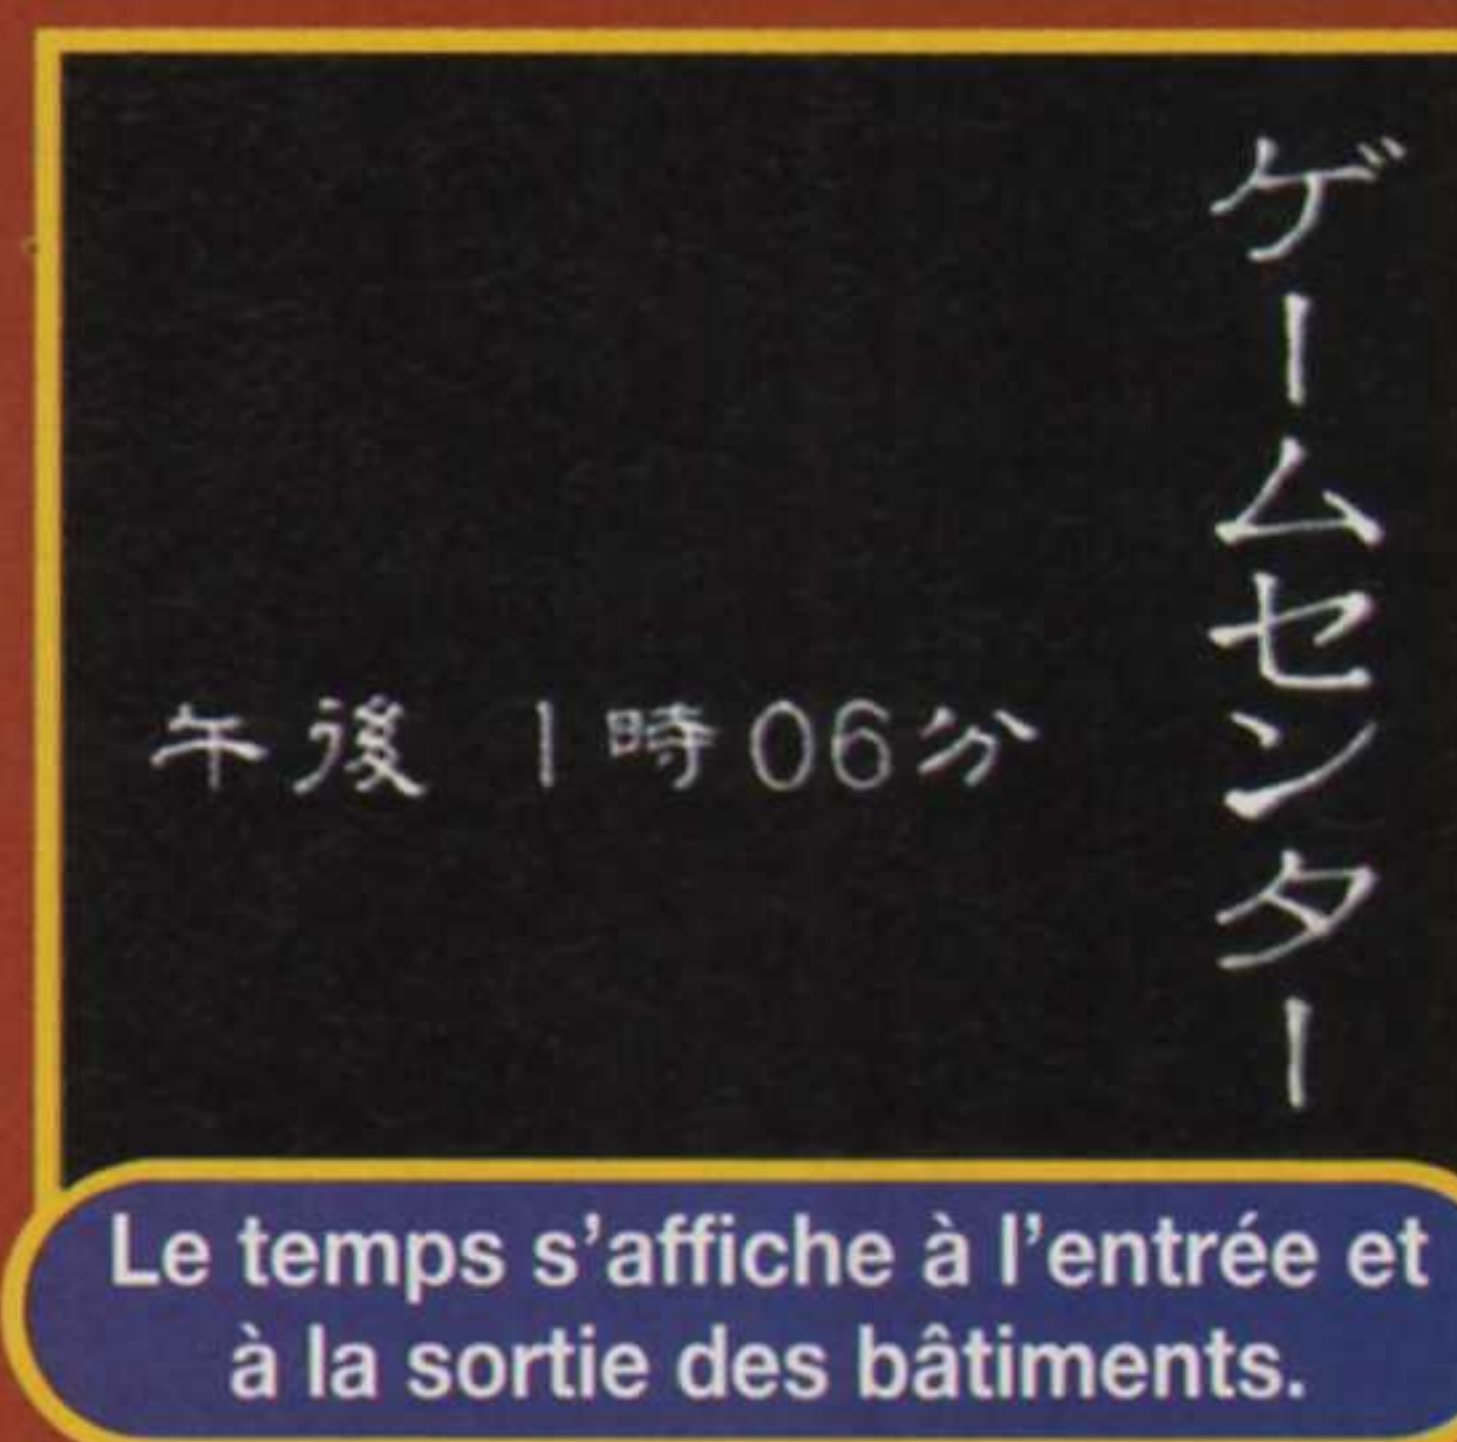 ゲームセンター
午後 1時06分
Le temps s’affiche à l’entrée et
à la sortie des bâtiments.